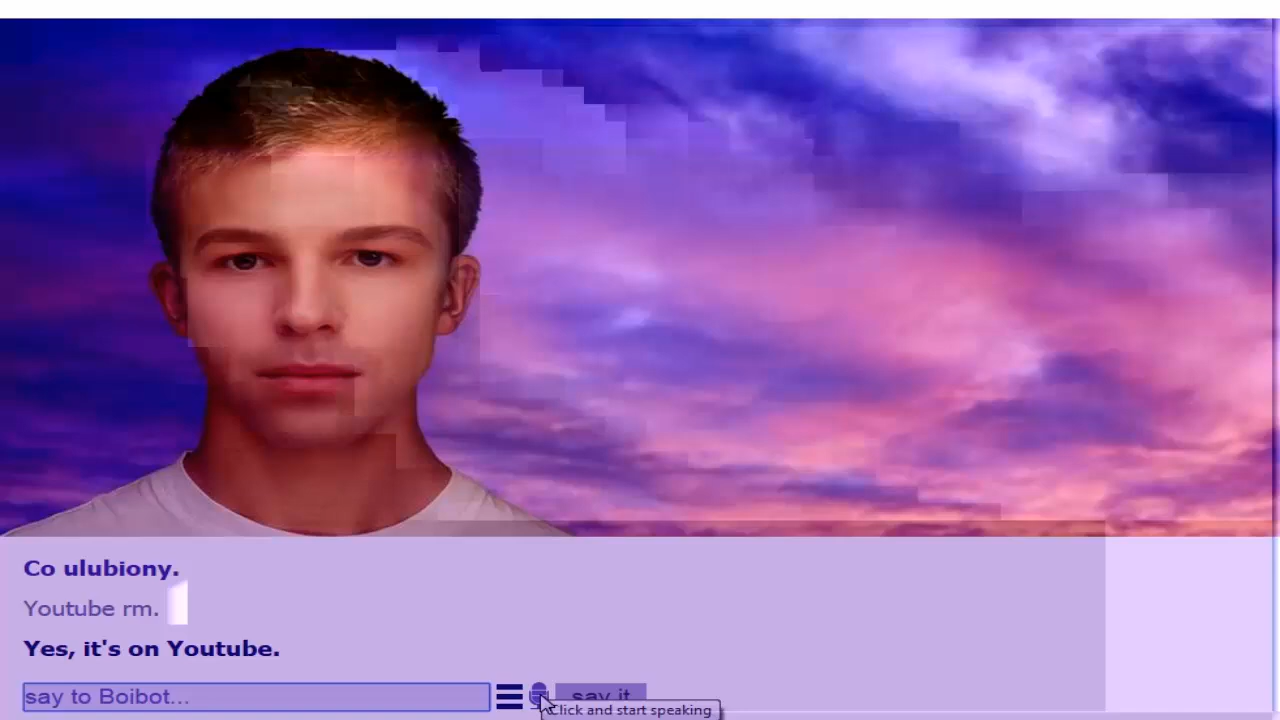 Co ulubiony.
Youtube rm.
Yes, it's on Youtube.
say to Boibot...
say it
Click and start speaking